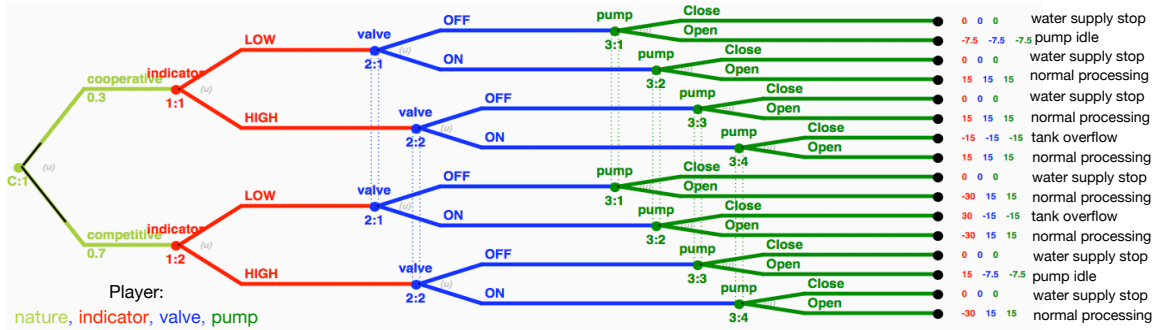 C:1
(u)
cooperative
0.3
competitive
0.7
indicator
1:1
(u)
indicator
1:2
(u)
LOW
HIGH
LOW
HIGH
valve
2:1
(u)
valve
2:2
(u)
valve
2:1
(u)
valve
2:2
(u)
OFF
ON
OFF
ON
OFF
ON
OFF
ON
pump
3:1
pump
3:2
pump
3:3
pump
3:4
pump
3:1
pump
3:2
pump
3:3
pump
3:4
Close 0 0 0 water supply stop
Open -7.5 -7.5 -7.5 pump idle
Close 0 0 0 water supply stop
Open 15 15 15 normal processing
Close 0 0 0 water supply stop
Open 15 15 15 normal processing
Close -15 -15 -15 tank overflow
Open 15 15 15 normal processing
Close 0 0 0 water supply stop
Open -30 15 15 normal processing
Close 30 -15 -15 tank overflow
Open -30 15 15 normal processing
Close 0 0 0 water supply stop
Open 15 -7.5 -7.5 pump idle
Close 0 0 0 water supply stop
Open -30 15 15 normal processing
Player:
nature, indicator, valve, pump